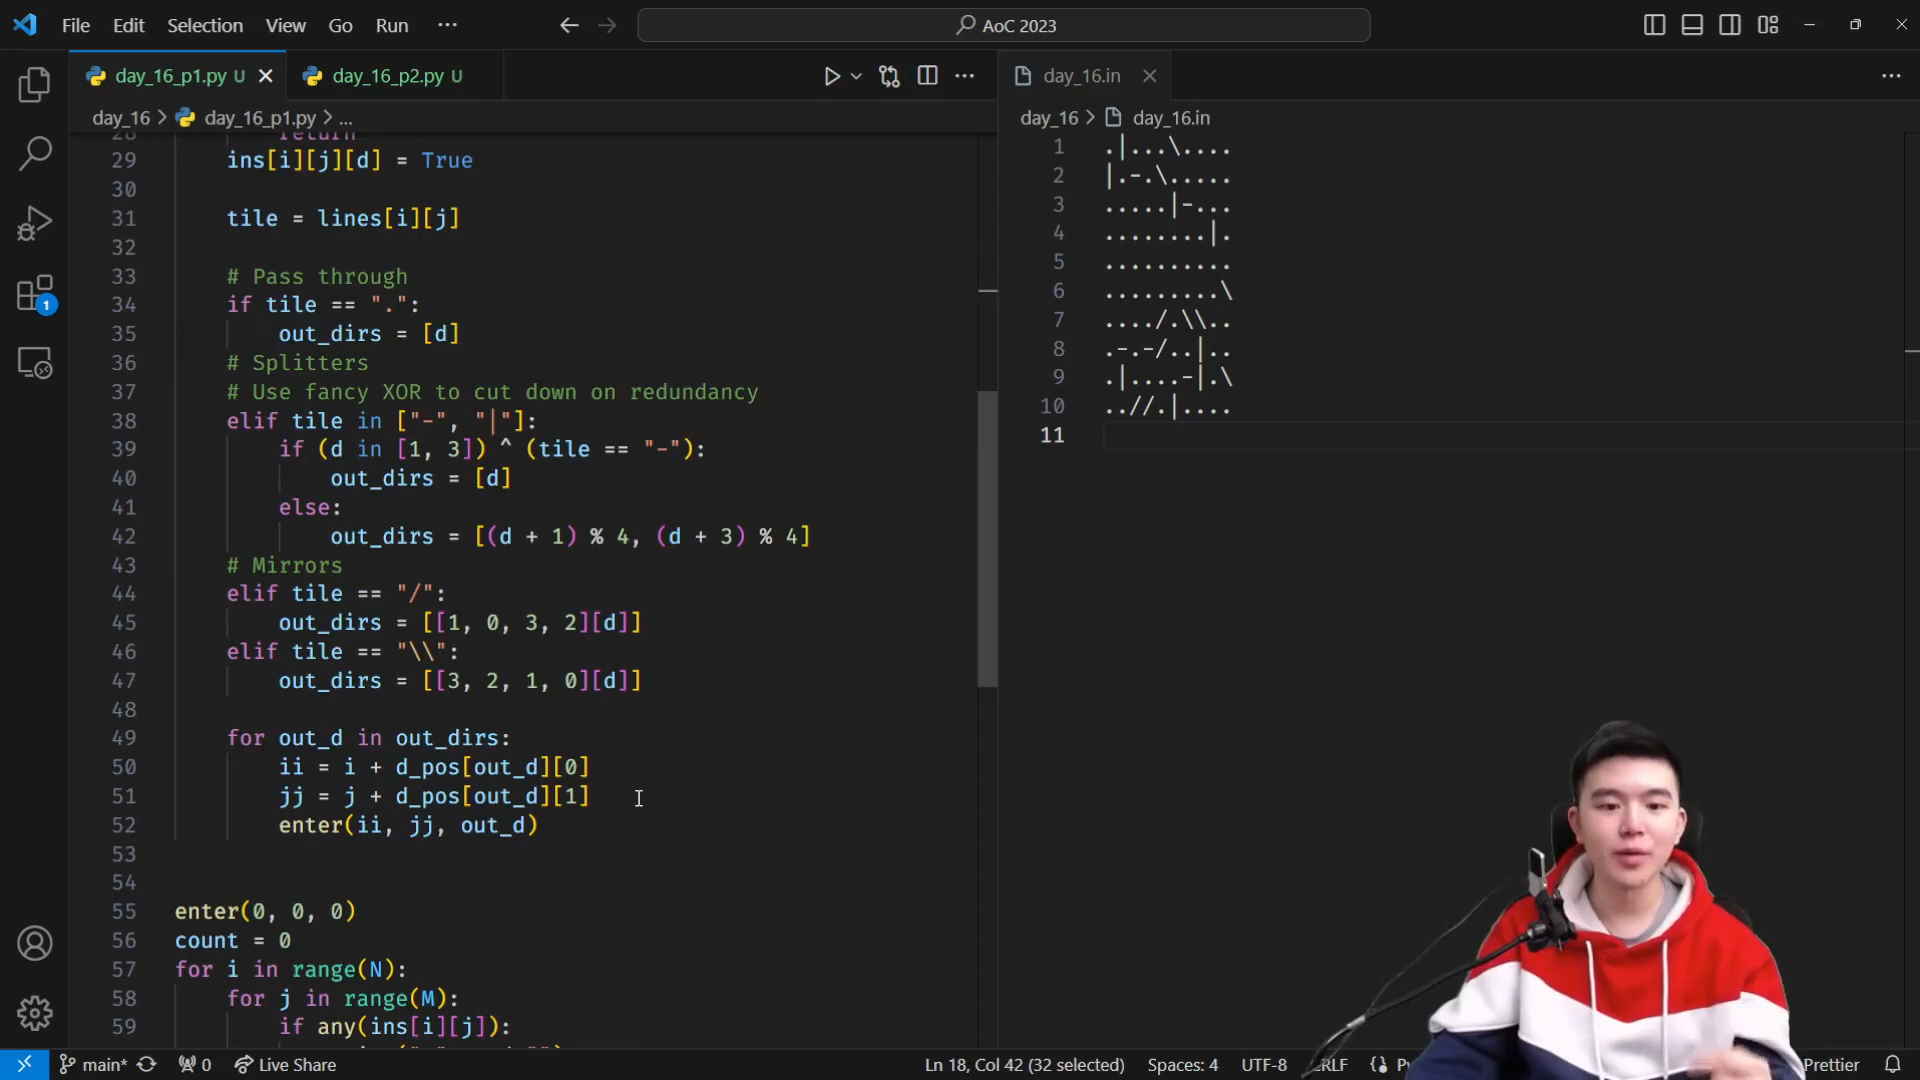 File Edit Selection View Go Run ··· AoC 2023
day_16_p1.py U day_16_p2.py U
day_16 > day_16_p1.py > ...
28 return
29 ins[i][j][d] = True
30
31 tile = lines[i][j]
32
33 # Pass through
34 if tile == ".":
35 out_dirs = [d]
36 # Splitters
37 # Use fancy XOR to cut down on redundancy
38 elif tile in ["-", "|"]:
39 if (d in [1, 3]) ^ (tile == "-"):
40 out_dirs = [d]
41 else:
42 out_dirs = [(d + 1) % 4, (d + 3) % 4]
43 # Mirrors
44 elif tile == "/":
45 out_dirs = [[1, 0, 3, 2][d]]
46 elif tile == "\\":
47 out_dirs = [[3, 2, 1, 0][d]]
48
49 for out_d in out_dirs:
50 ii = i + d_pos[out_d][0]
51 jj = j + d_pos[out_d][1]
52 enter(ii, jj, out_d)
53
54
55 enter(0, 0, 0)
56 count = 0
57 for i in range(N):
58 for j in range(M):
59 if any(ins[i][j]):
day_16.in
day_16 > day_16.in
1 .|...\....
2 |.-.\.....
3 .....|-...
4 ........|.
5 ..........
6 .........\
7 ..../.\\..
8 .-.-/..|..
9 .|....-|.\
10 ..//.|....
11
1
main* 0 Live Share Ln 18, Col 42 (32 selected) Spaces: 4 UTF-8 CRLF Prettier